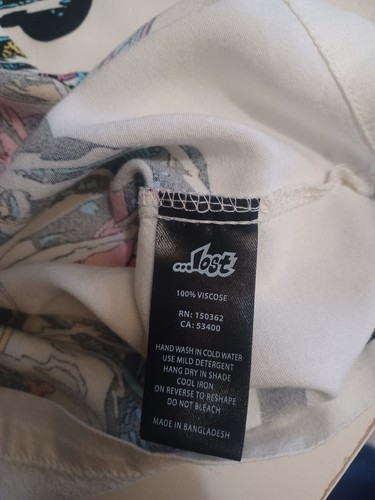 ...lost
100% VISCOSE
RN: 150362
CA: 53400
HAND WASH IN COLD WATER
USE MILD DETERGENT
HANG DRY IN SHADE
COOL IRON
ON REVERSE TO RESHAPE
DO NOT BLEACH
MADE IN BANGLADESH